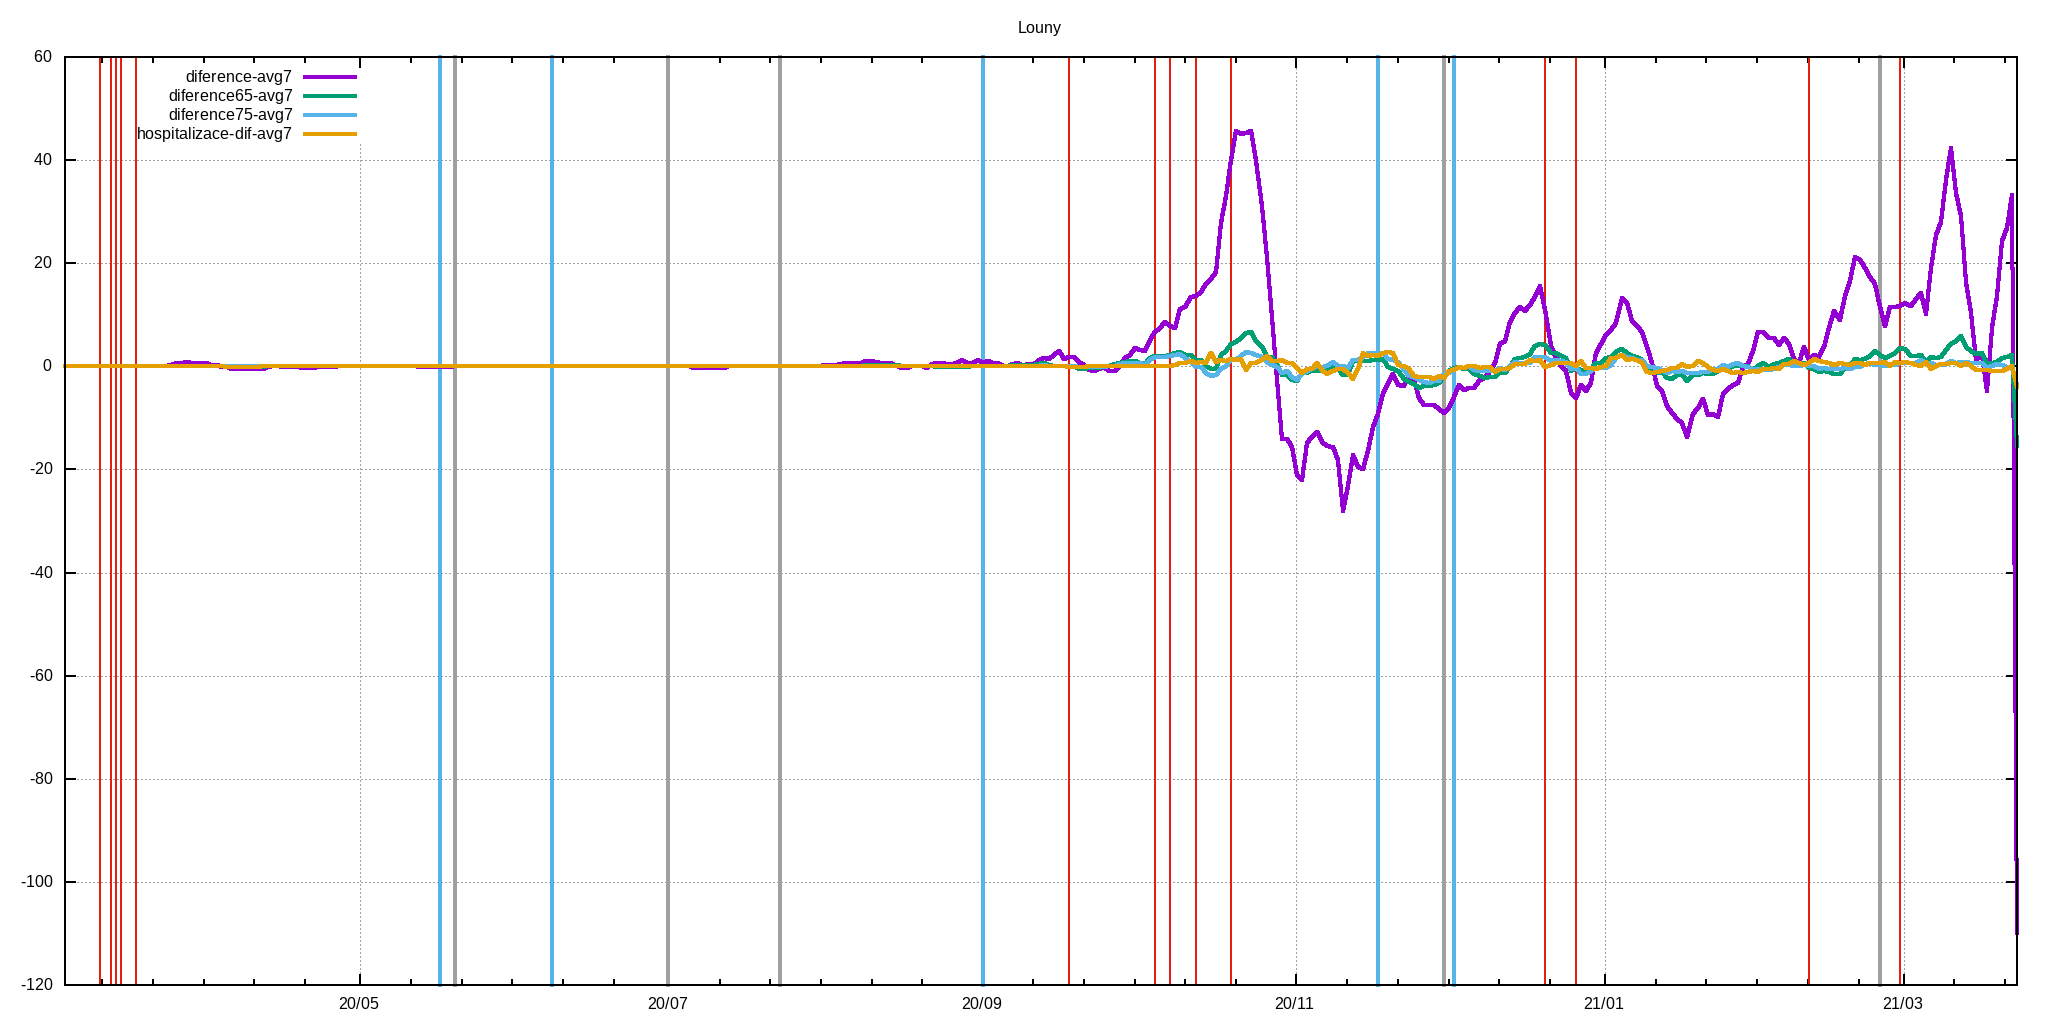 Louny
diference-avg7
diference65-avg7
diference75-avg7
hospitalizace-dif-avg7
60
40
20
0
-20
-40
-60
-80
-100
-120
20/05 20/07 20/09 20/11 21/01 21/03